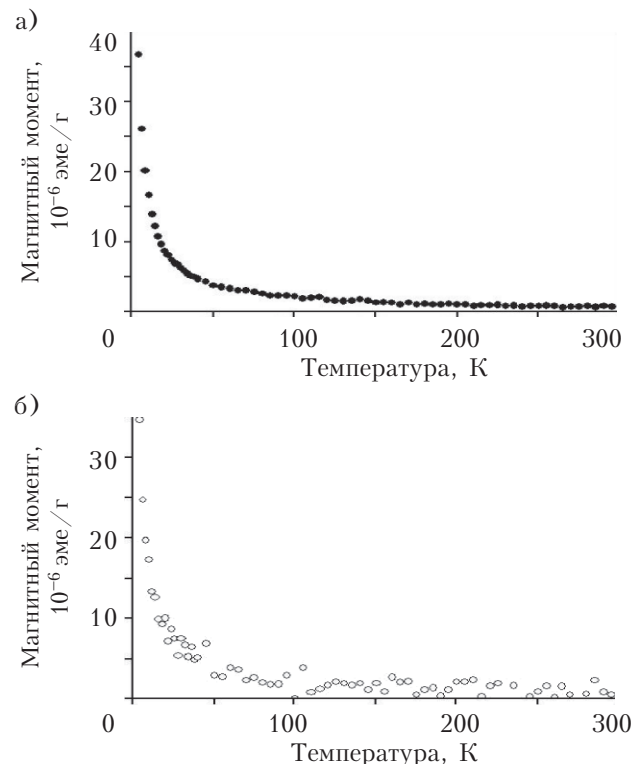 а)
Магнитный момент,
10⁻⁶ эме/г
40
30
20
10
0
100
200
300
Температура, К
б)
Магнитный момент,
10⁻⁶ эме/г
30
20
10
0
100
200
300
Температура, К